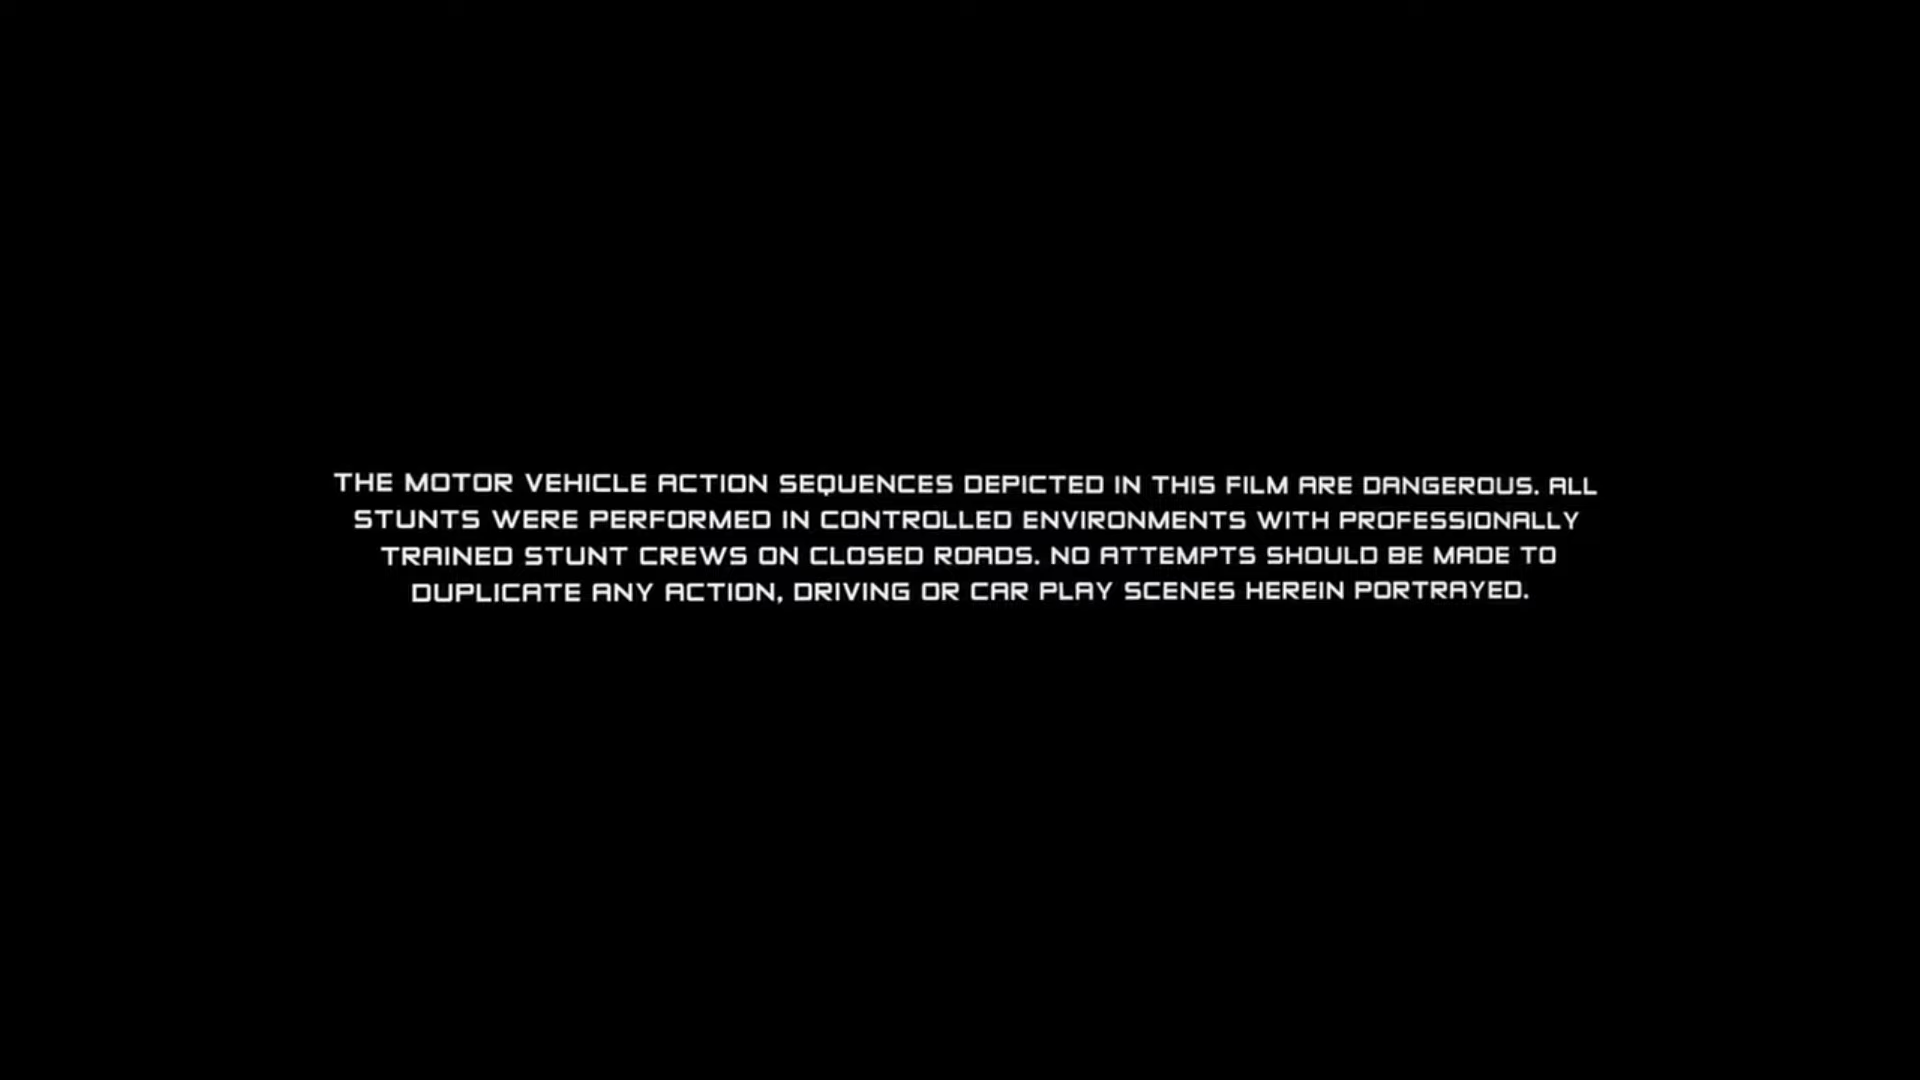 THE MOTOR VEHICLE ACTION SEQUENCES DEPICTED IN THIS FILM ARE DANGEROUS. ALL
STUNTS WERE PERFORMED IN CONTROLLED ENVIRONMENTS WITH PROFESSIONALLY
TRAINED STUNT CREWS ON CLOSED ROADS. NO ATTEMPTS SHOULD BE MADE TO
DUPLICATE ANY ACTION, DRIVING OR CAR PLAY SCENES HEREIN PORTRAYED.